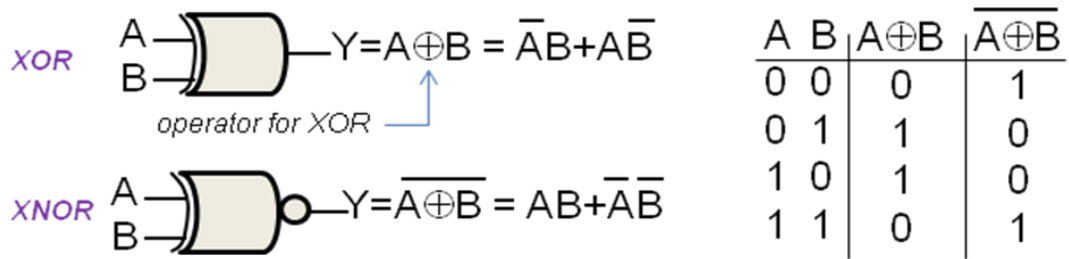 XOR A B Y=A⊕B = A̅B+AB̅
operator for XOR
XNOR A B Y=A̅⊕̅B̅ = AB+A̅B̅
A B A⊕B A̅⊕̅B̅
0 0 0 1
0 1 1 0
1 0 1 0
1 1 0 1